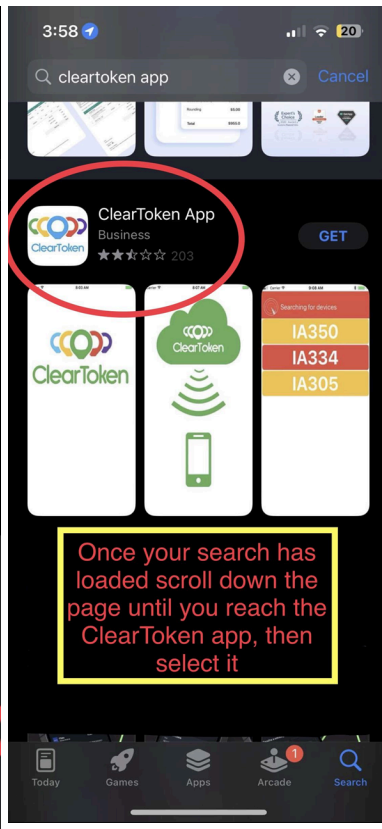 3:58
20
cleartoken app
Cancel
Rounding $0.00
Total
ClearToken App
Business
203
GET
ClearToken
ClearToken
ClearToken
Searching for devices
IA350
IA334
IA305
Once your search has
loaded scroll down the
page until you reach the
ClearToken app, then
select it
1
Today
Games
Apps
Arcade
Search